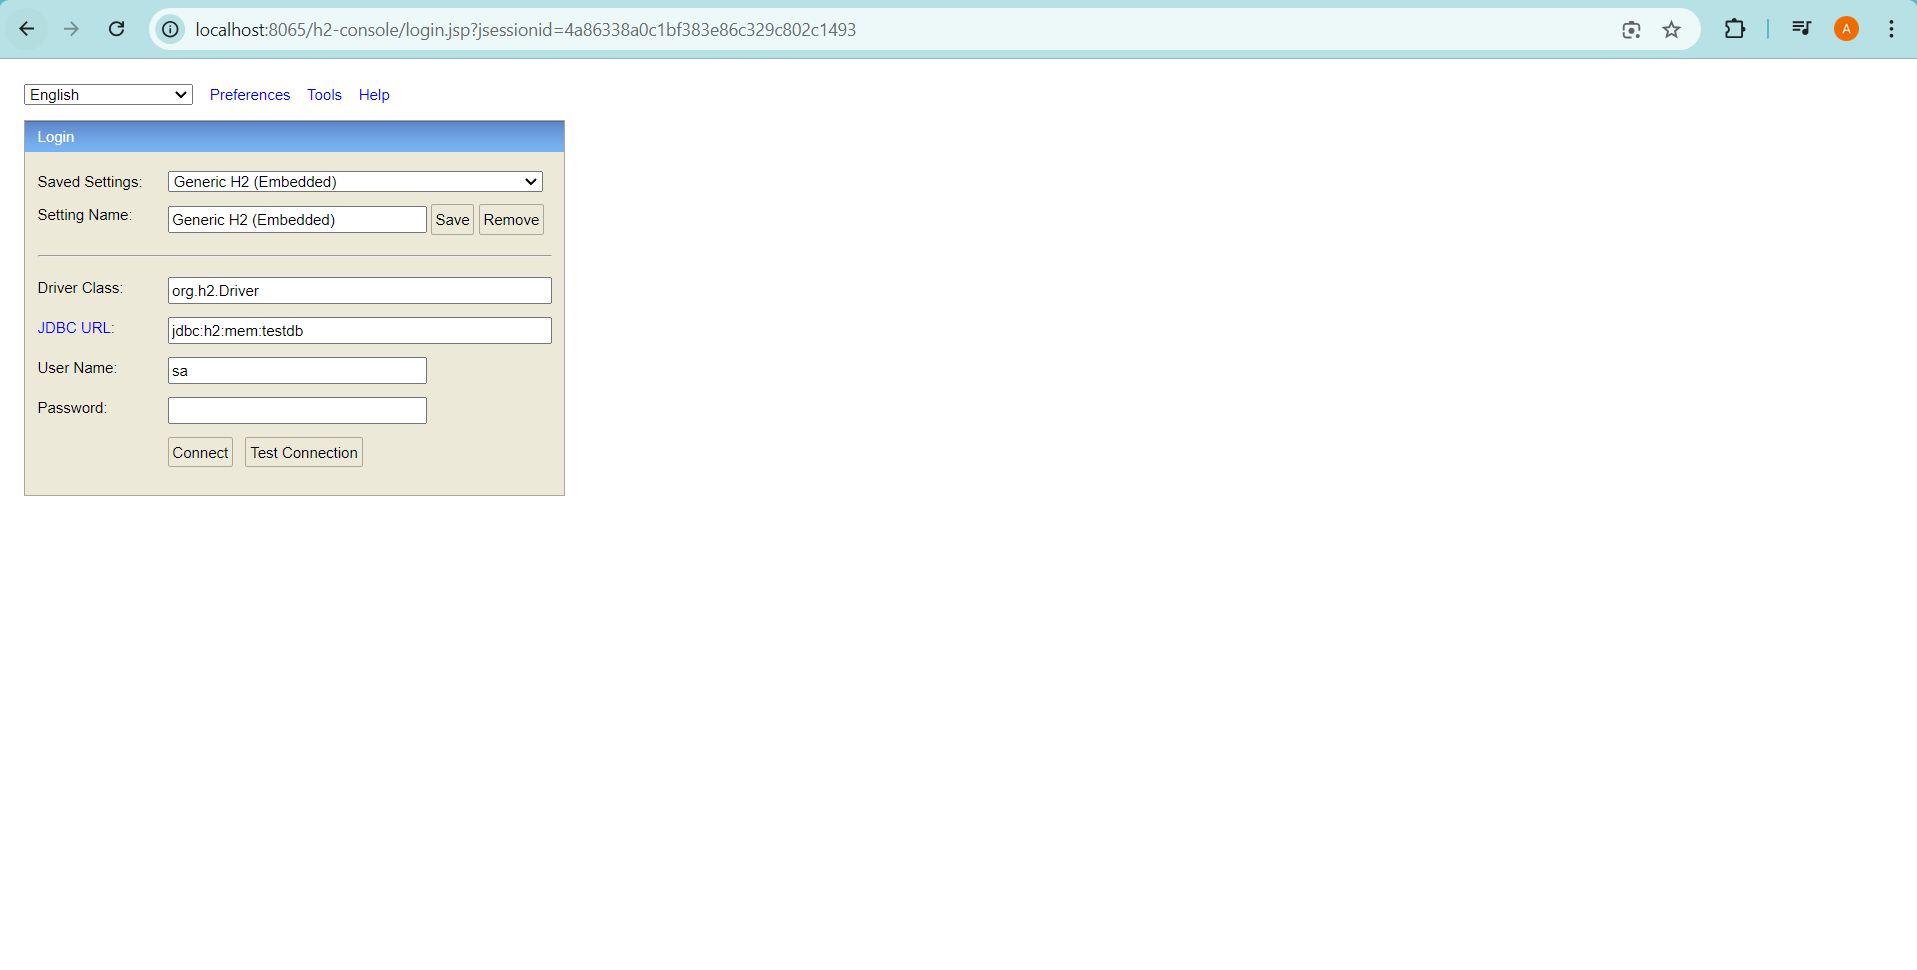 localhost:8065/h2-console/login.jsp?jsessionid=4a86338a0c1bf383e86c329c802c1493
A
English Preferences Tools Help
Login
Saved Settings: Generic H2 (Embedded)
Setting Name: Generic H2 (Embedded) Save Remove
Driver Class: org.h2.Driver
JDBC URL: jdbc:h2:mem:testdb
User Name: sa
Password:
Connect Test Connection